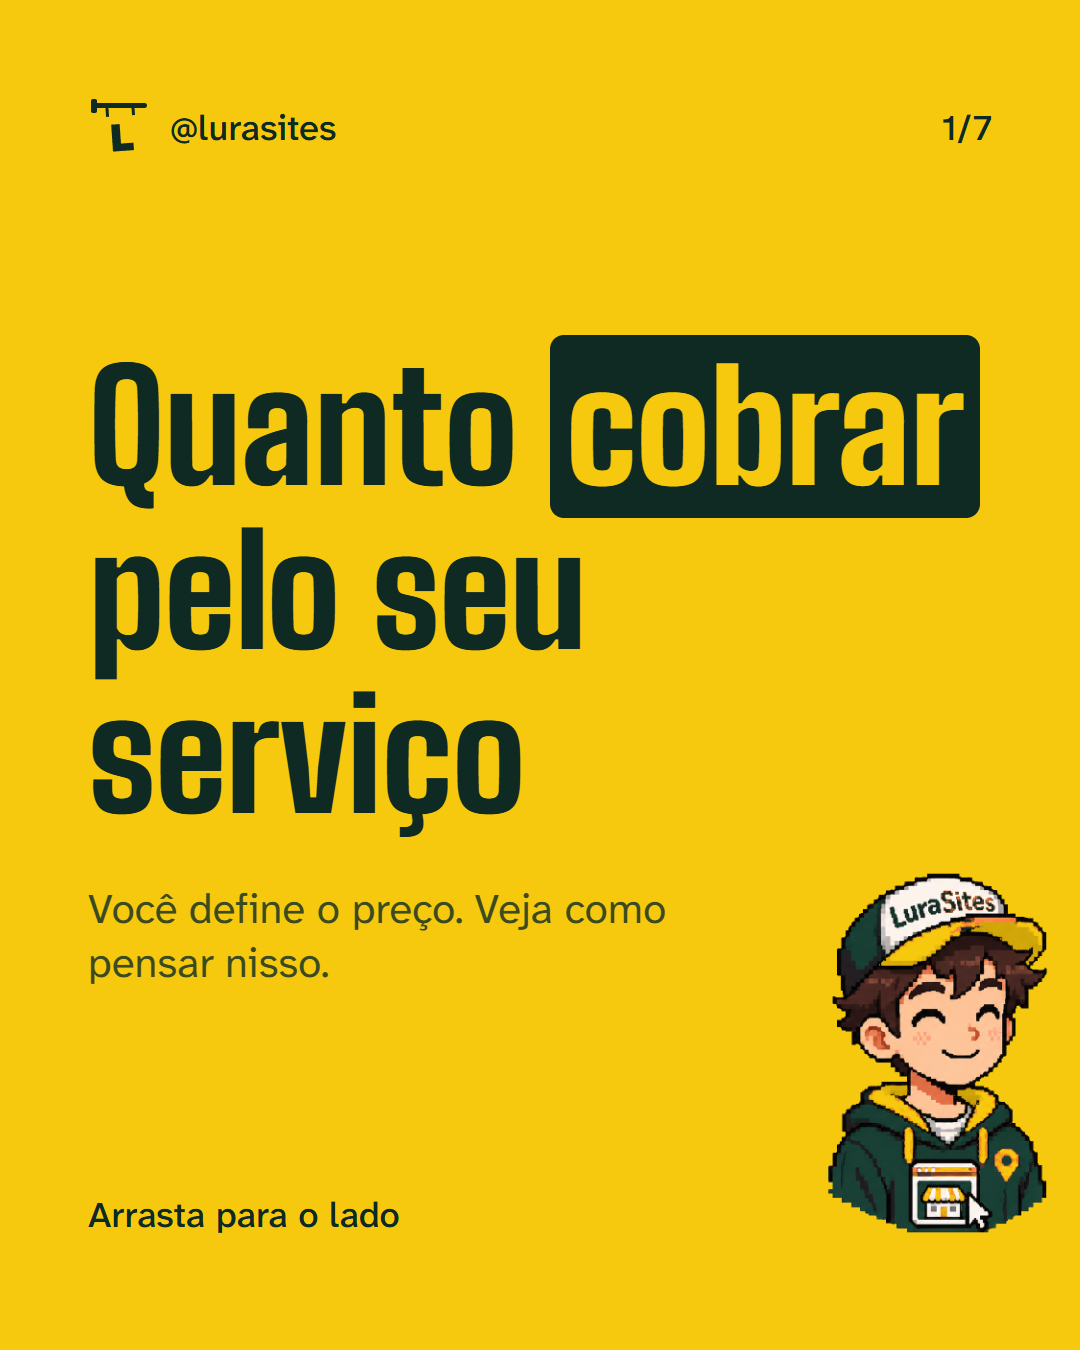 @lurasites
1/7
Quanto cobrar
pelo seu
serviço
Você define o preço. Veja como
pensar nisso.
LuraSites
Arrasta para o lado